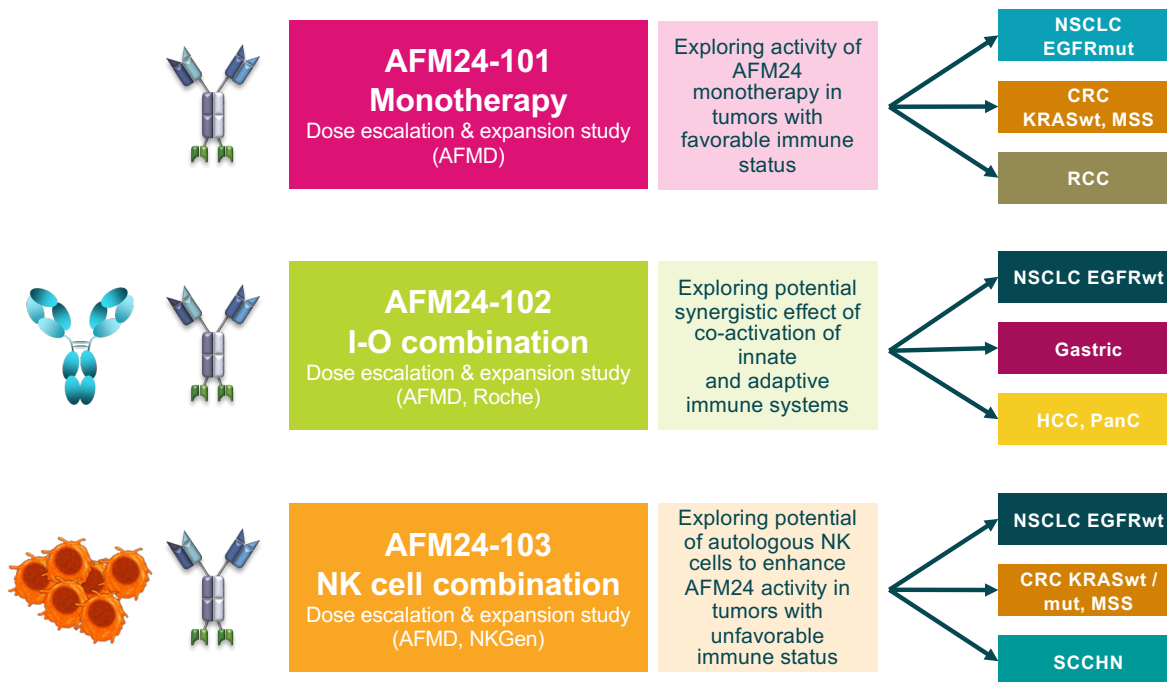 AFM24-101
Monotherapy
Dose escalation & expansion study
(AFMD)
Exploring activity of
AFM24
monotherapy in
tumors with
favorable immune
status
NSCLC
EGFRmut
CRC
KRASwt, MSS
RCC
AFM24-102
I-O combination
Dose escalation & expansion study
(AFMD, Roche)
Exploring potential
synergistic effect of
co-activation of
innate
and adaptive
immune systems
NSCLC EGFRwt
Gastric
HCC, PanC
AFM24-103
NK cell combination
Dose escalation & expansion study
(AFMD, NKGen)
Exploring potential
of autologous NK
cells to enhance
AFM24 activity in
tumors with
unfavorable
immune status
NSCLC EGFRwt
CRC KRASwt /
mut, MSS
SCCHN